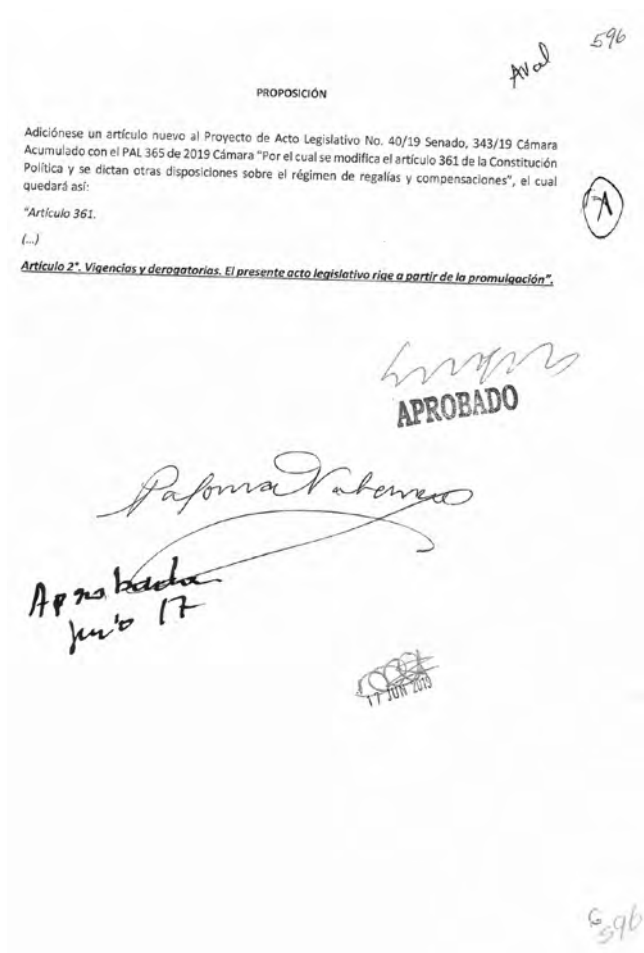 596
Aval
PROPOSICIÓN
Adiciónese un artículo nuevo al Proyecto de Acto Legislativo No. 40/19 Senado, 343/19 Cámara
Acumulado con el PAL 365 de 2019 Cámara "Por el cual se modifica el artículo 361 de la Constitución
Política y se dictan otras disposiciones sobre el régimen de regalías y compensaciones", el cual
quedará así:
"Artículo 361.
A
(...)
Artículo 2°. Vigencias y derogatorias. El presente acto legislativo rige a partir de la promulgación".
APROBADO
Paloma
Aprobada
Junio 17
17 JUN 2019
596